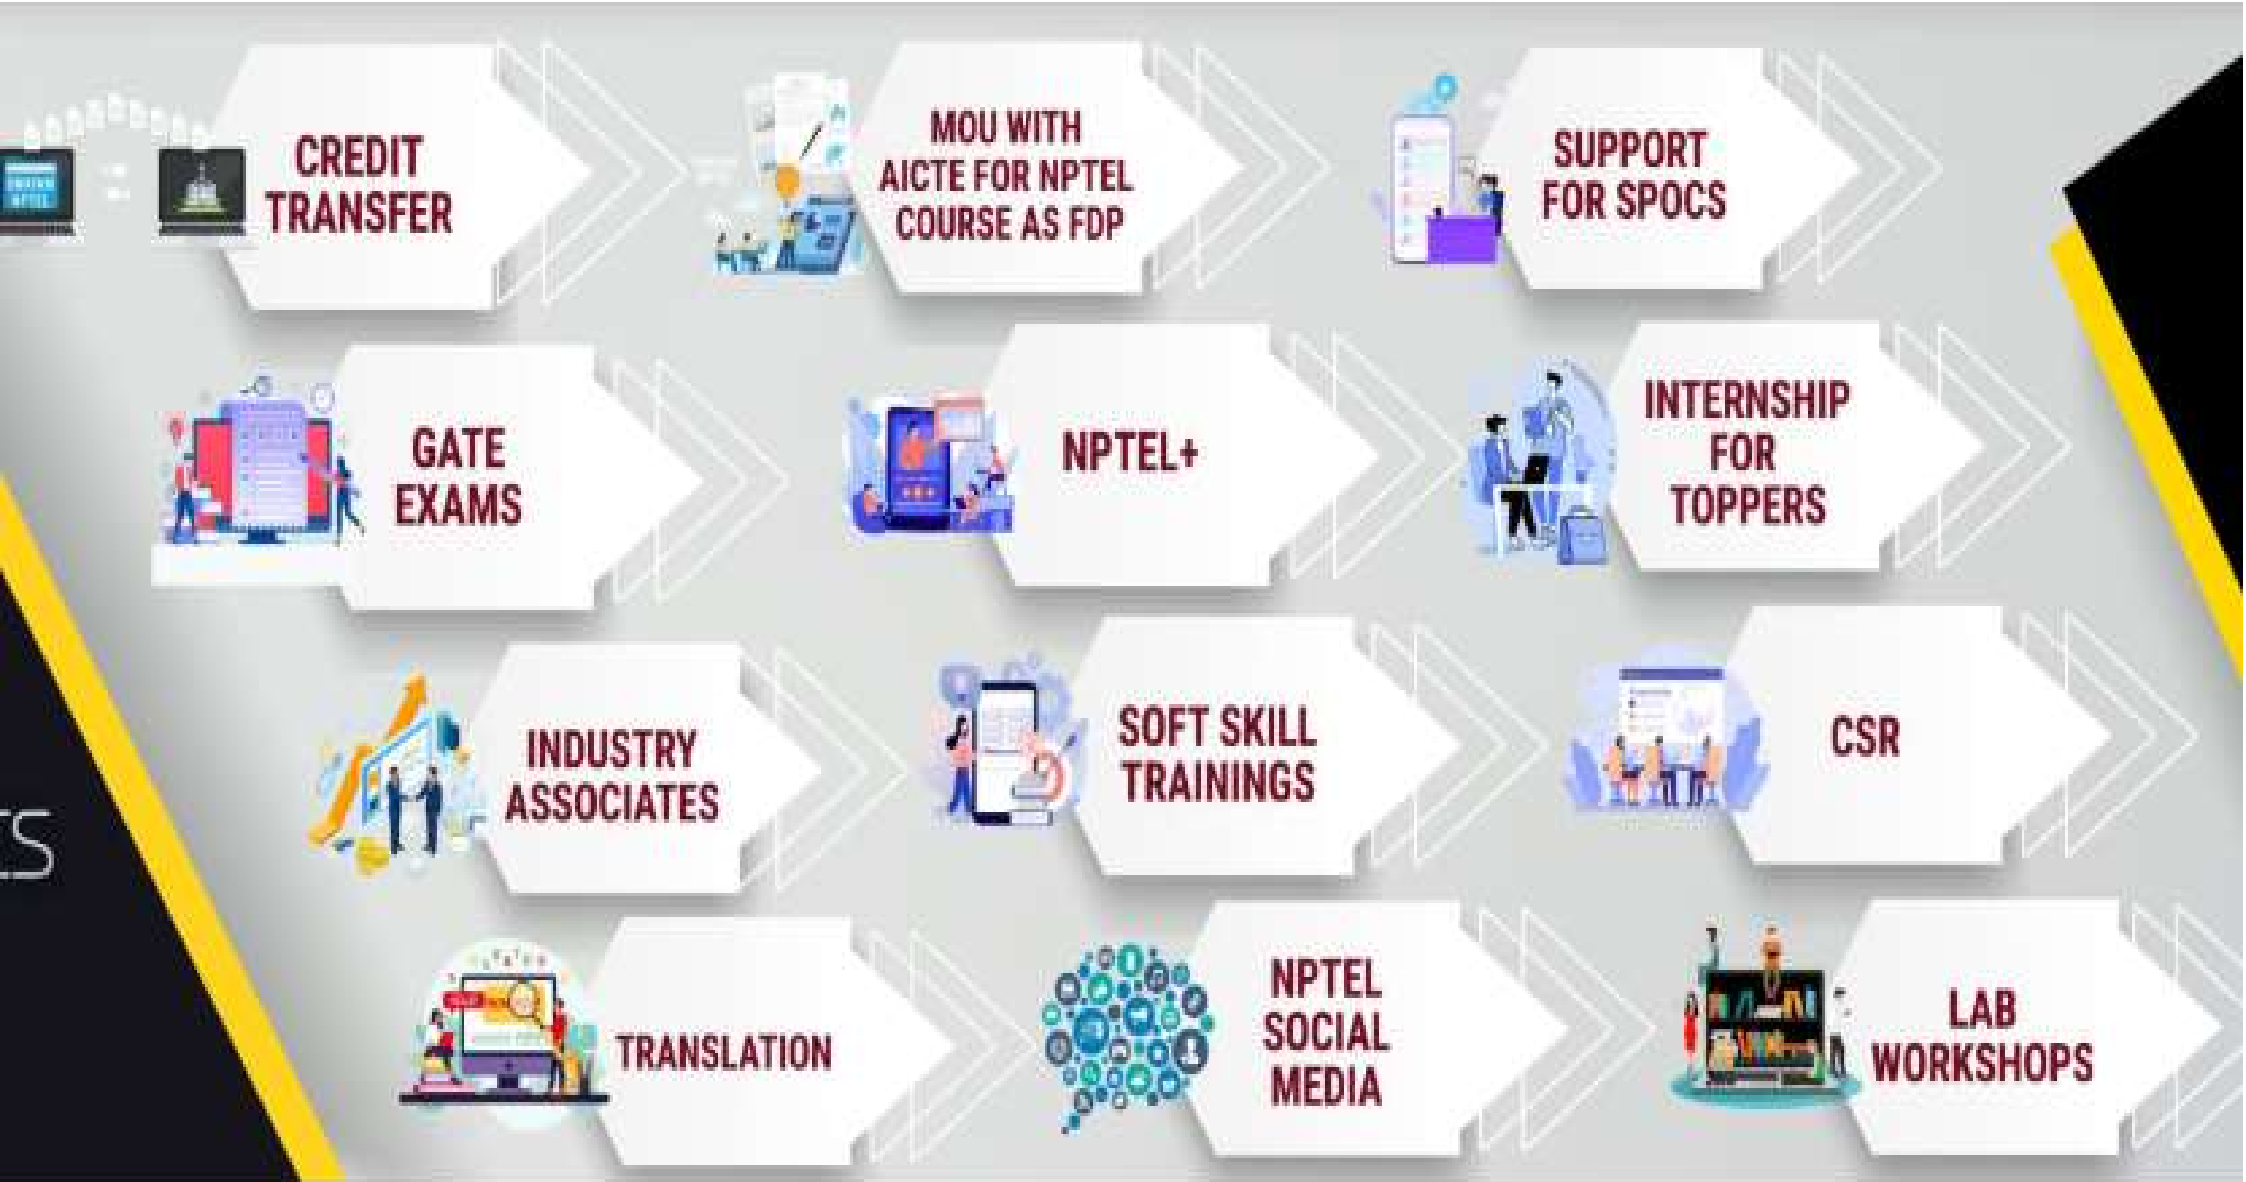 CREDIT
TRANSFER
MOU WITH
AICTE FOR NPTEL
COURSE AS FDP
SUPPORT
FOR SPOCS
GATE
EXAMS
NPTEL+
INTERNSHIP
FOR
TOPPERS
INDUSTRY
ASSOCIATES
SOFT SKILL
TRAININGS
CSR
TRANSLATION
NPTEL
SOCIAL
MEDIA
LAB
WORKSHOPS